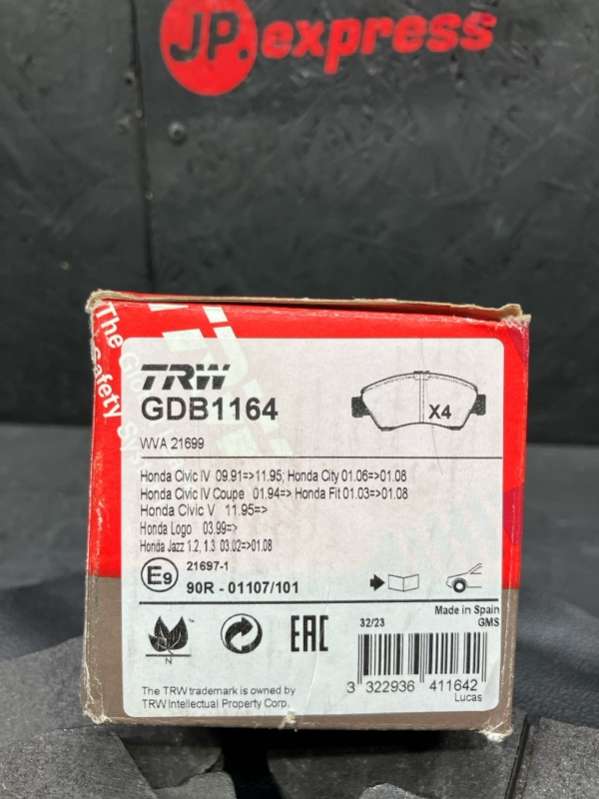 JP.express
The Glo
Safety Sy
TRW
GDB1164
X4
WVA 21699
Honda Civic IV 09.91=>11.95; Honda City 01.06=>01.08
Honda Civic IV Coupe 01.94=> Honda Fit 01.03=>01.08
Honda Civic V 11.95=>
Honda Logo 03.99=>
Honda Jazz 1.2, 1.3 03.02=>01.08
E9 21697-1
90R - 01107/101
Made in Spain
32/23 GMS
N
EAC
3 322936 411642
Lucas
The TRW trademark is owned by
TRW Intellectual Property Corp.